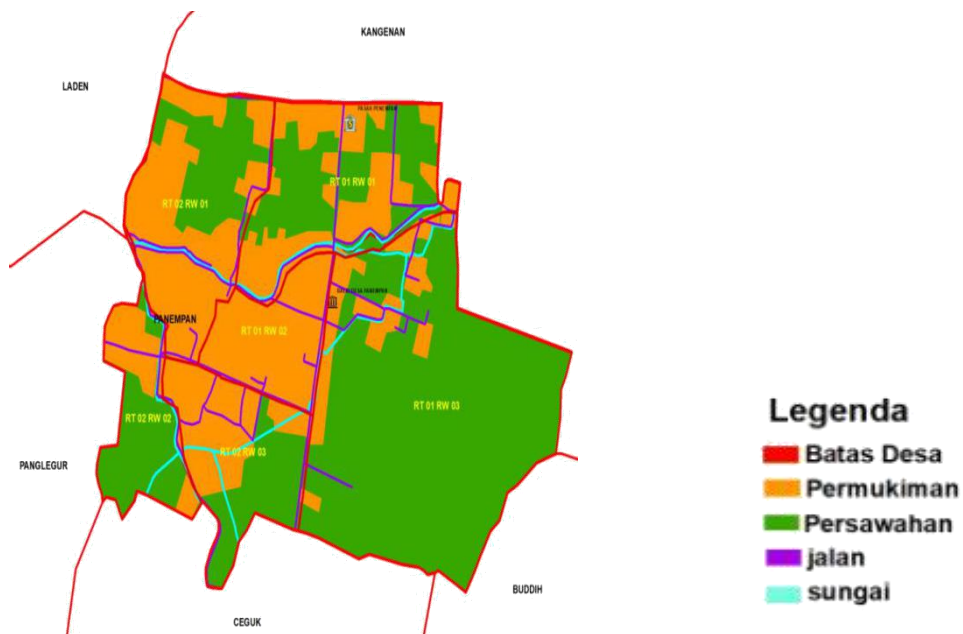 KANGENAN
LADEN
RT 01 RW 01
RT 02 RW 01
PANEMPAN
RT 01 RW 02
RT 01 RW 03
RT 02 RW 02
RT 02 RW 03
PANGLEGUR
BUDDIH
CEGUK
Legenda
Batas Desa
Permukiman
Persawahan
jalan
sungai